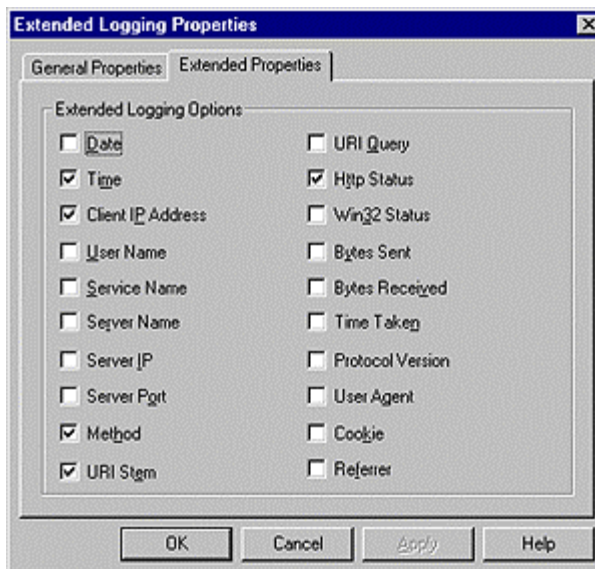 Extended Logging Properties
General Properties
Extended Properties
Extended Logging Options
Date
Time
Client IP Address
User Name
Service Name
Server Name
Server IP
Server Port
Method
URI Stem
URI Query
Http Status
Win32 Status
Bytes Sent
Bytes Received
Time Taken
Protocol Version
User Agent
Cookie
Referrer
OK
Cancel
Apply
Help